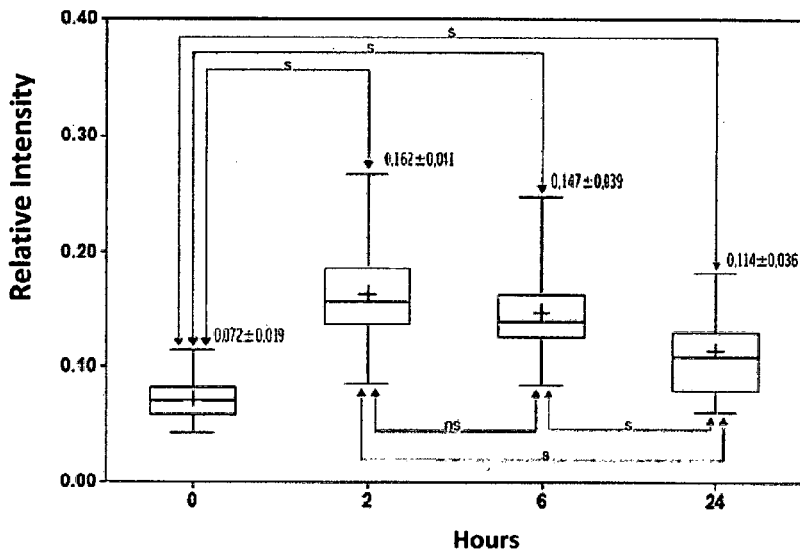 0.40
0.30
0.20
0.10
0.00
Relative Intensity
s
s
s
0,072±0,019
0,162±0,041
0,147±0,039
0,114±0,036
ns
s
s
0
2
6
24
Hours